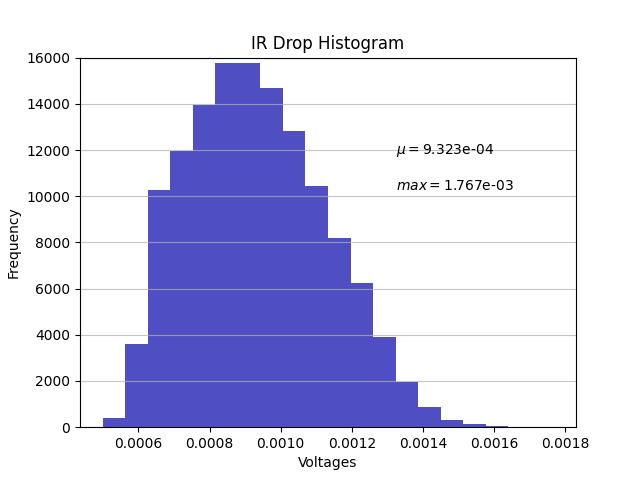 IR Drop Histogram
16000
14000
12000
10000
8000
6000
4000
2000
0
Frequency
μ = 9.323e-04
max = 1.767e-03
0.0006 0.0008 0.0010 0.0012 0.0014 0.0016 0.0018
Voltages